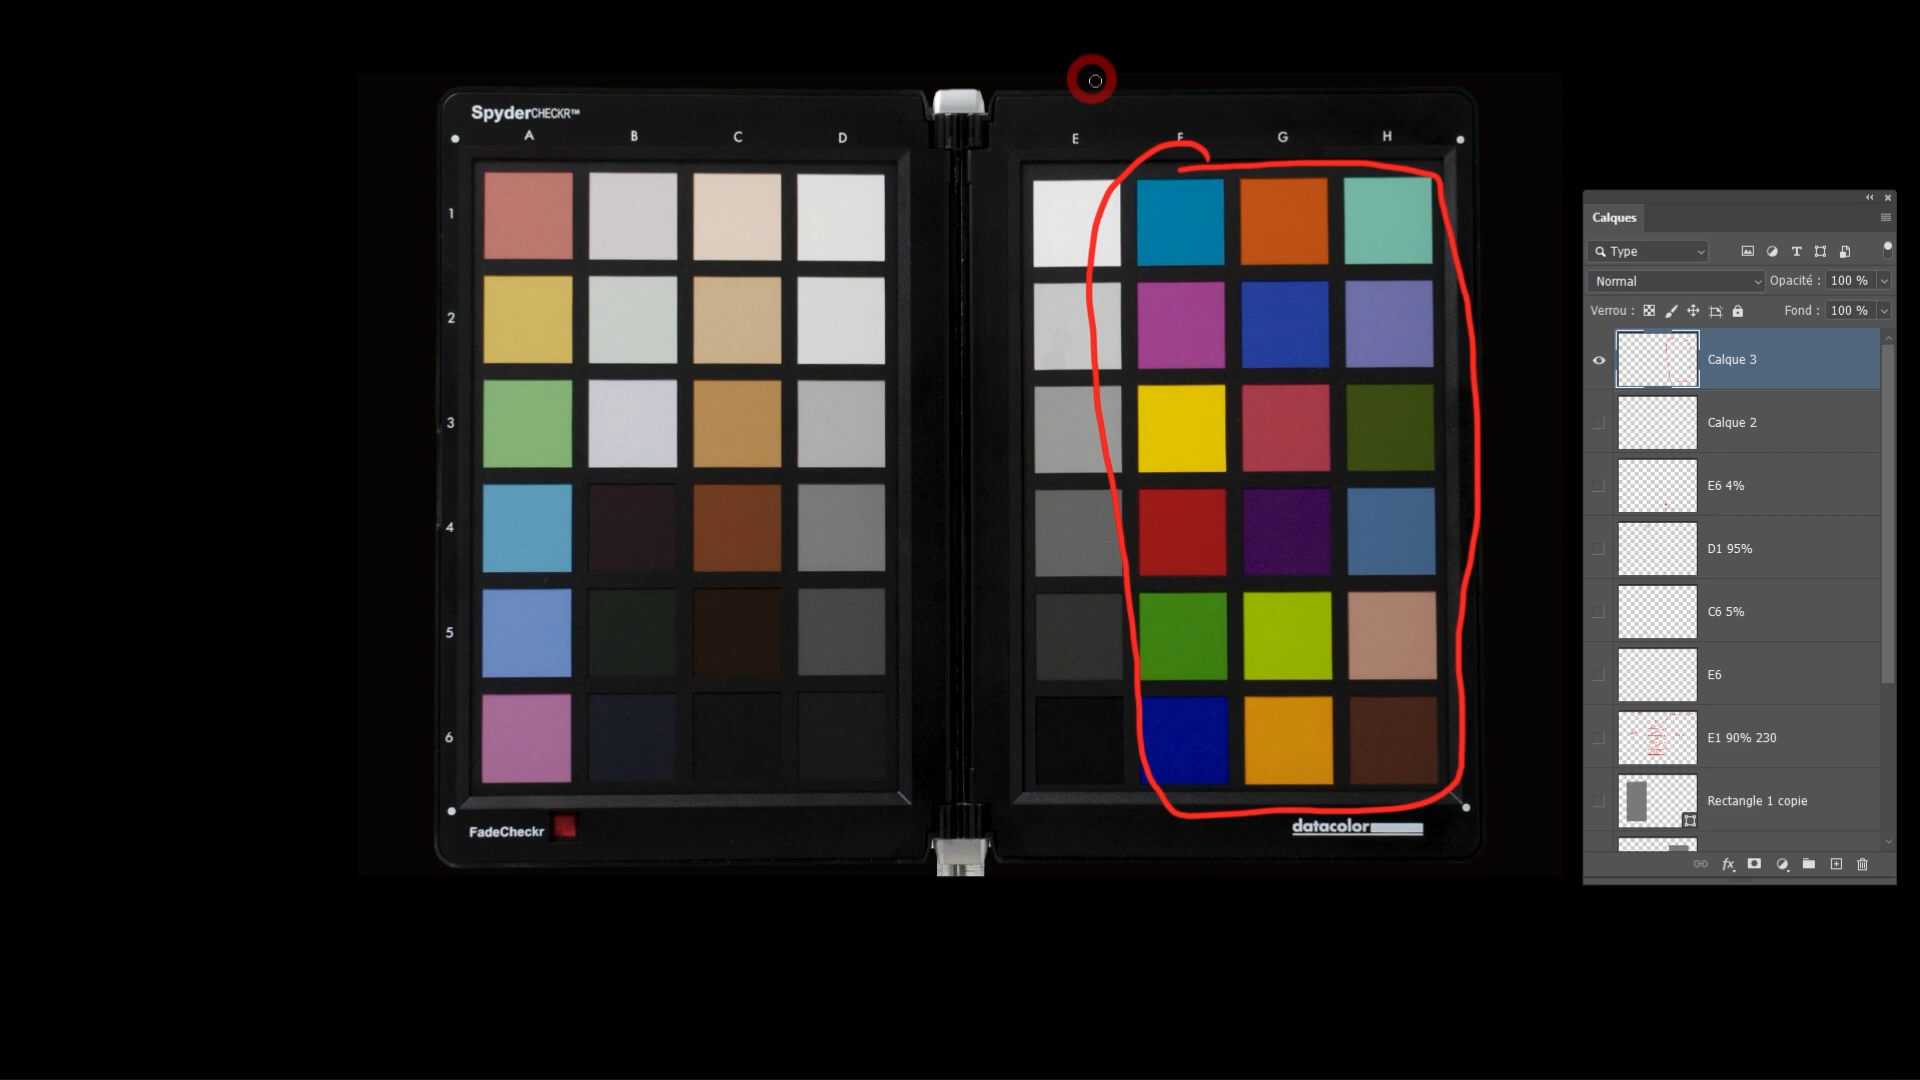 SpyderCHECKR™
A B C D
E F G H
1
2
3
4
5
6
FadeCheckr
datacolor
Calques
Type
Normal Opacité : 100 %
Verrou : Fond : 100 %
Calque 3
Calque 2
E6 4%
D1 95%
C6 5%
E6
E1 90% 230
Rectangle 1 copie
fx